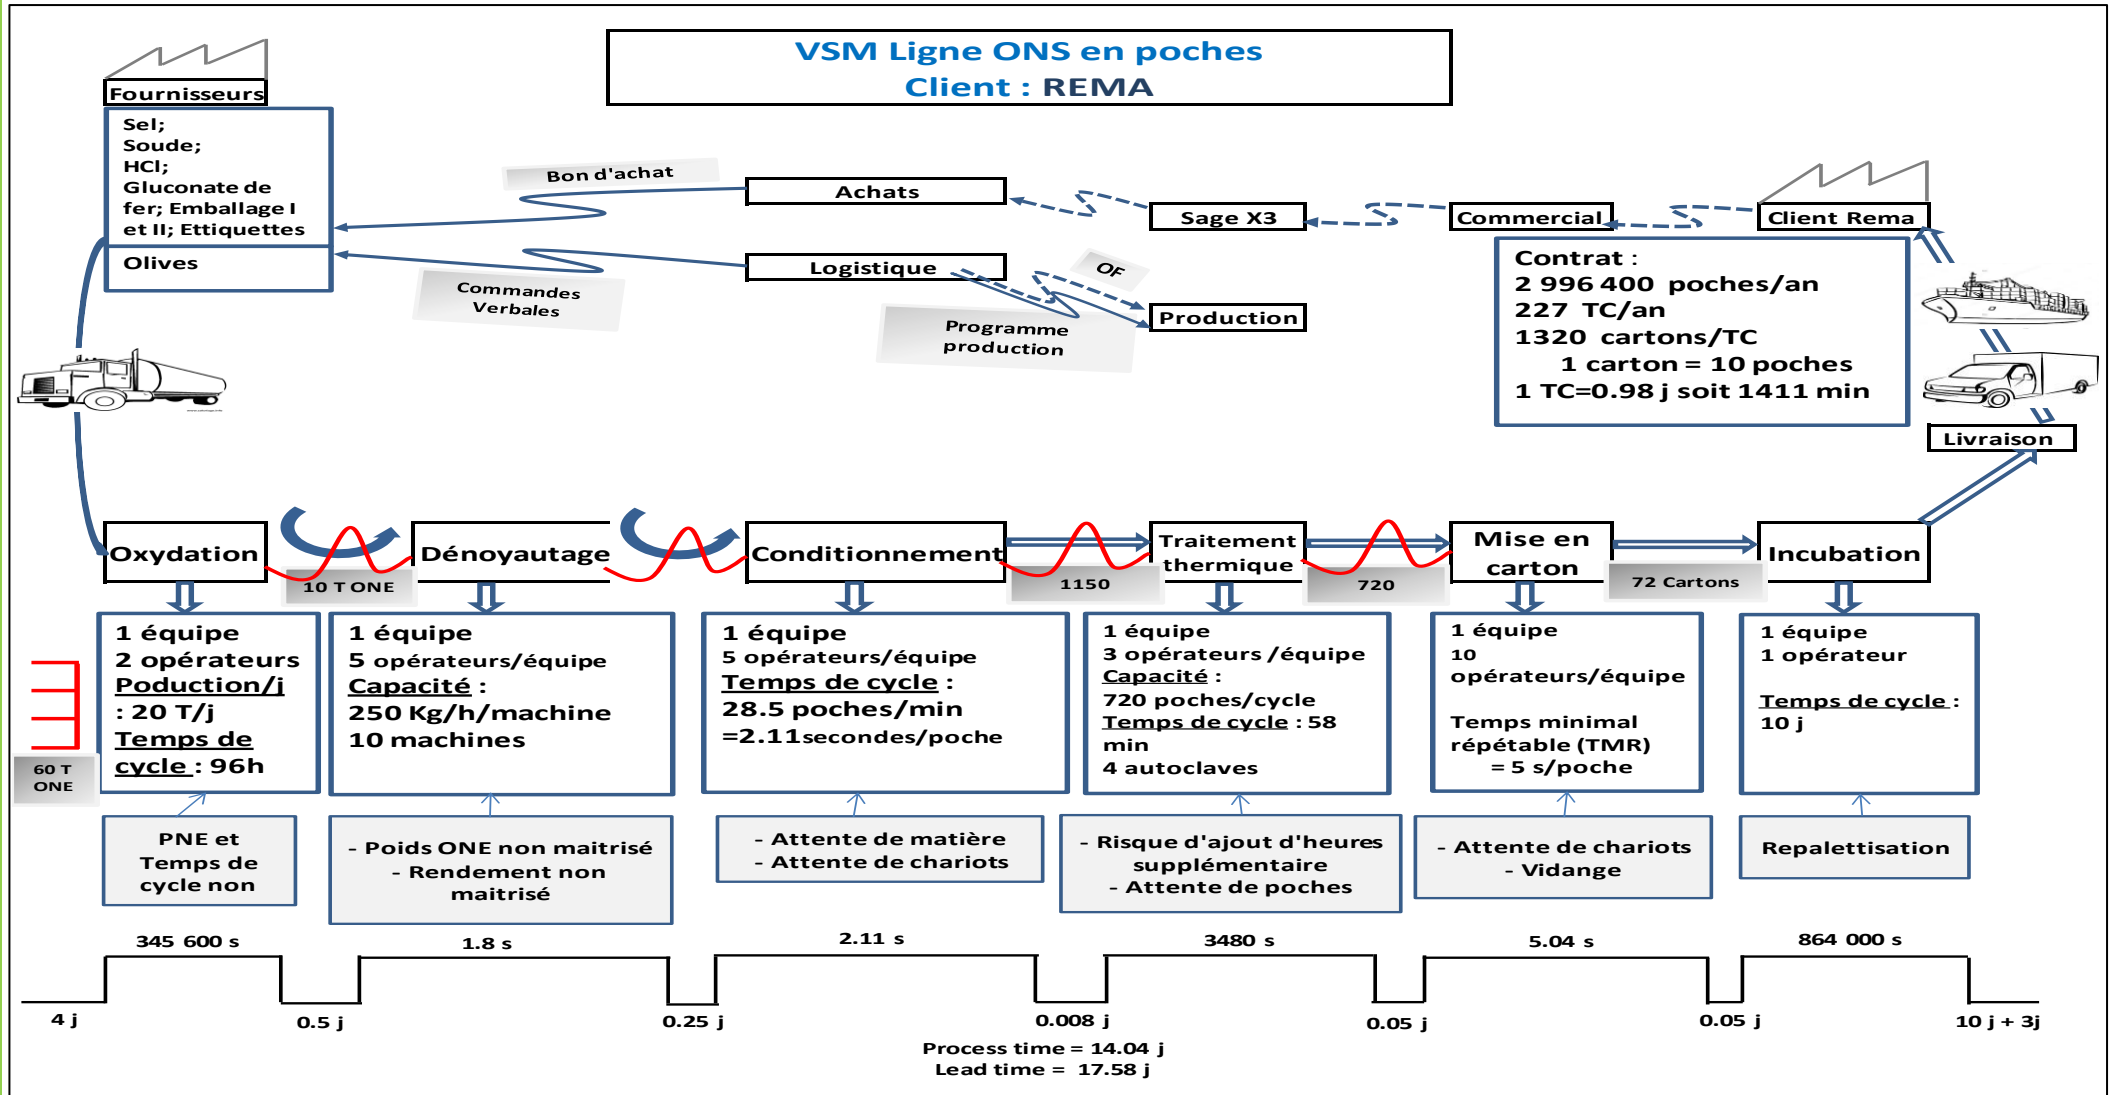 VSM Ligne ONS en poches
Client : REMA
Fournisseurs
Sel;
Soude;
HCl;
Gluconate de
fer; Emballage I
et II; Ettiquettes
Olives
Bon d'achat
Commandes
Verbales
Achats
Logistique
Programme
production
OF
Production
Sage X3
Commercial
Client Rema
Contrat :
2 996 400 poches/an
227 TC/an
1320 cartons/TC
1 carton = 10 poches
1 TC=0.98 j soit 1411 min
Livraison
Oxydation
10 T ONE
Dénoyautage
Conditionnement
1150
Traitement
thermique
720
Mise en
carton
72 Cartons
Incubation
60 T
ONE
1 équipe
2 opérateurs
Poduction/j
: 20 T/j
Temps de
cycle : 96h
1 équipe
5 opérateurs/équipe
Capacité :
250 Kg/h/machine
10 machines
1 équipe
5 opérateurs/équipe
Temps de cycle :
28.5 poches/min
=2.11secondes/poche
1 équipe
3 opérateurs /équipe
Capacité :
720 poches/cycle
Temps de cycle : 58
min
4 autoclaves
1 équipe
10
opérateurs/équipe
Temps minimal
répétable (TMR)
= 5 s/poche
1 équipe
1 opérateur
Temps de cycle :
10 j
PNE et
Temps de
cycle non
- Poids ONE non maitrisé
- Rendement non
maitrisé
- Attente de matière
- Attente de chariots
- Risque d'ajout d'heures
supplémentaire
- Attente de poches
- Attente de chariots
- Vidange
Repalettisation
345 600 s
1.8 s
2.11 s
3480 s
5.04 s
864 000 s
4 j
0.5 j
0.25 j
0.008 j
0.05 j
0.05 j
10 j + 3j
Process time = 14.04 j
Lead time = 17.58 j